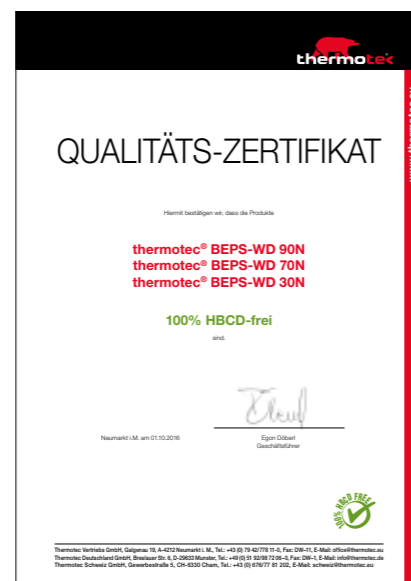 thermotec
www.thermotec.eu
QUALITÄTS-ZERTIFIKAT
Hiermit bestätigen wir, dass die Produkte
thermotec® BEPS-WD 90N
thermotec® BEPS-WD 70N
thermotec® BEPS-WD 30N
100% HBCD-frei
sind.
Neumarkt i.M. am 01.10.2016
Egon Döberl
Geschäftsführer
100% HBCD FREE!
Thermotec Vertriebs GmbH, Galgenau 19, A-4212 Neumarkt i. M., Tel.: +43 (0) 79 42/778 11-0, Fax: DW-11, E-Mail: office@thermotec.eu
Thermotec Deutschland GmbH, Breslauer Str. 6, D-29633 Munster, Tel.: +49 (0) 51 92/98 72 06-0, Fax: DW-1, E-Mail: info@thermotec.de
Thermotec Schweiz GmbH, Gewerbestraße 5, CH-6330 Cham, Tel.: +43 (0) 676/77 81 202, E-Mail: schweiz@thermotec.eu